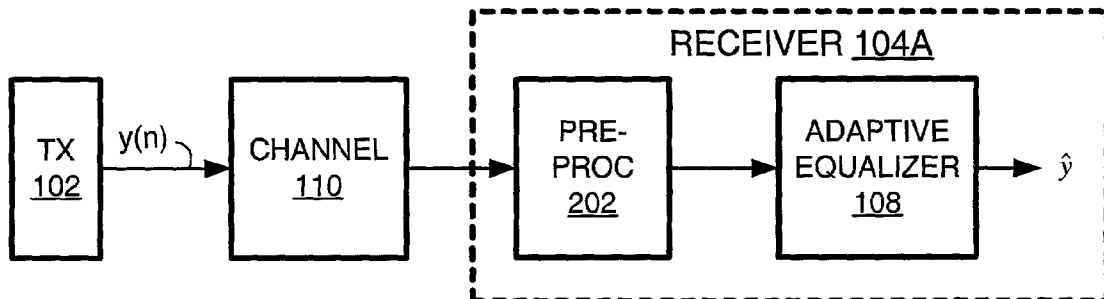 RECEIVER 104A
TX
102
y(n)
CHANNEL
110
PRE-
PROC
202
ADAPTIVE
EQUALIZER
108
ŷ